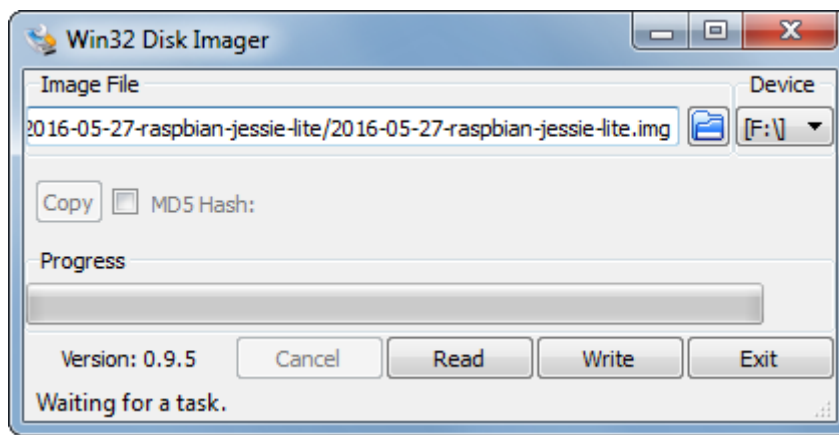 Win32 Disk Imager
Image File Device
2016-05-27-raspbian-jessie-lite/2016-05-27-raspbian-jessie-lite.img [F:\]
Copy MD5 Hash:
Progress
Version: 0.9.5 Cancel Read Write Exit
Waiting for a task.